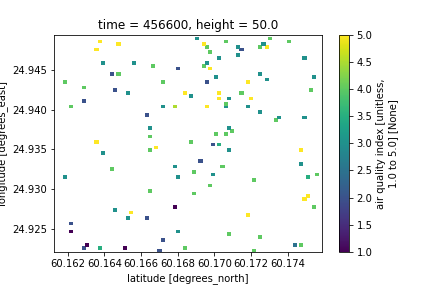 time = 456600, height = 50.0
24.945
24.940
24.935
24.930
24.925
longitude [degrees_east]
60.162 60.164 60.166 60.168 60.170 60.172 60.174
latitude [degrees_north]
5.0
4.5
4.0
3.5
3.0
2.5
2.0
1.5
1.0
air quality index [unitless,
1.0 to 5.0] [None]